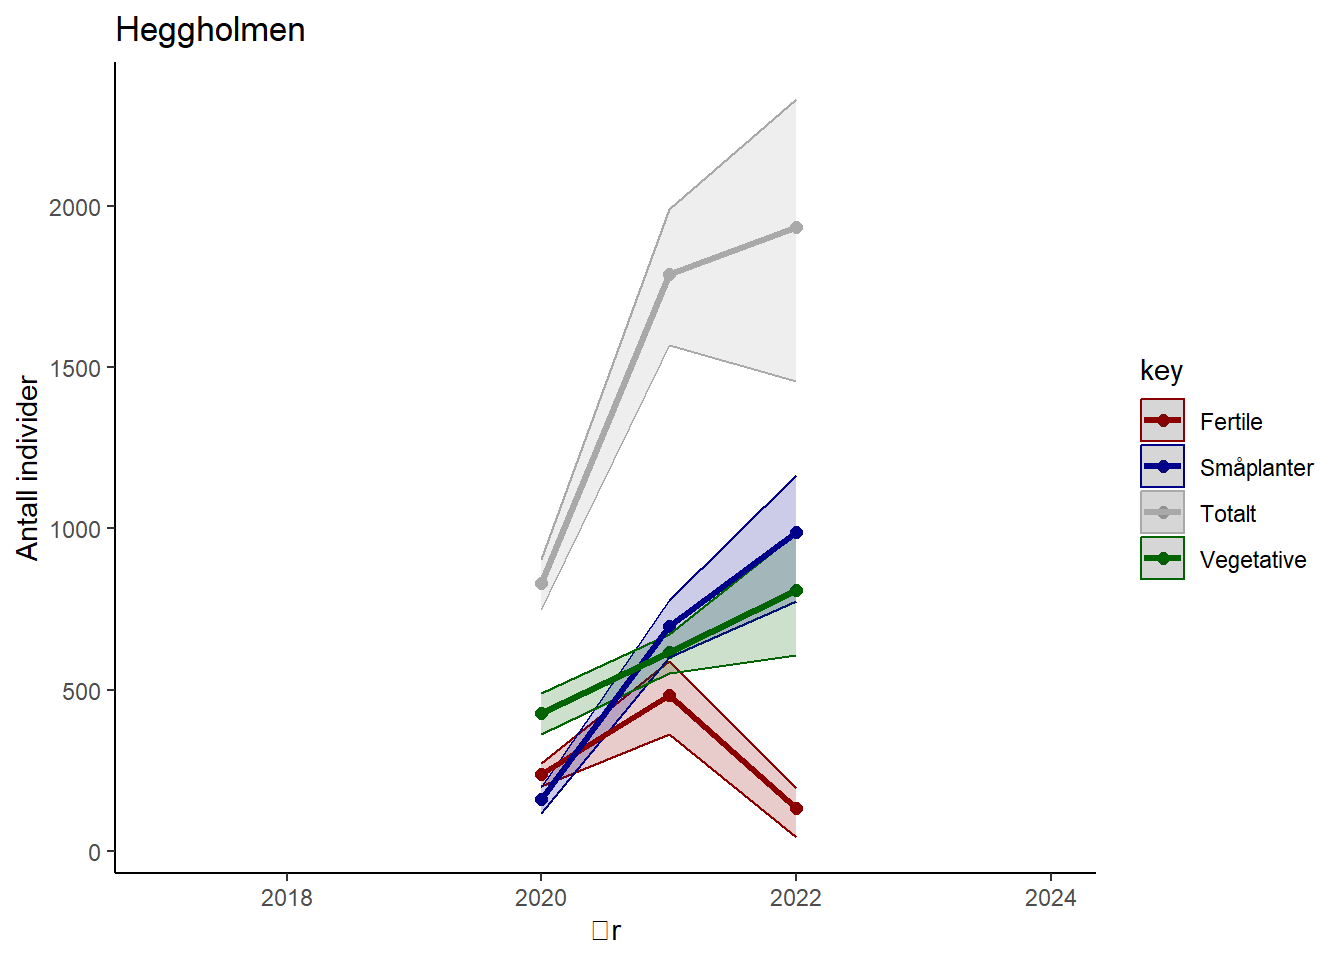 Heggholmen
Antall individer
2000
1500
1000
500
0
2018 2020 2022 2024
□r
key
Fertile
Småplanter
Totalt
Vegetative